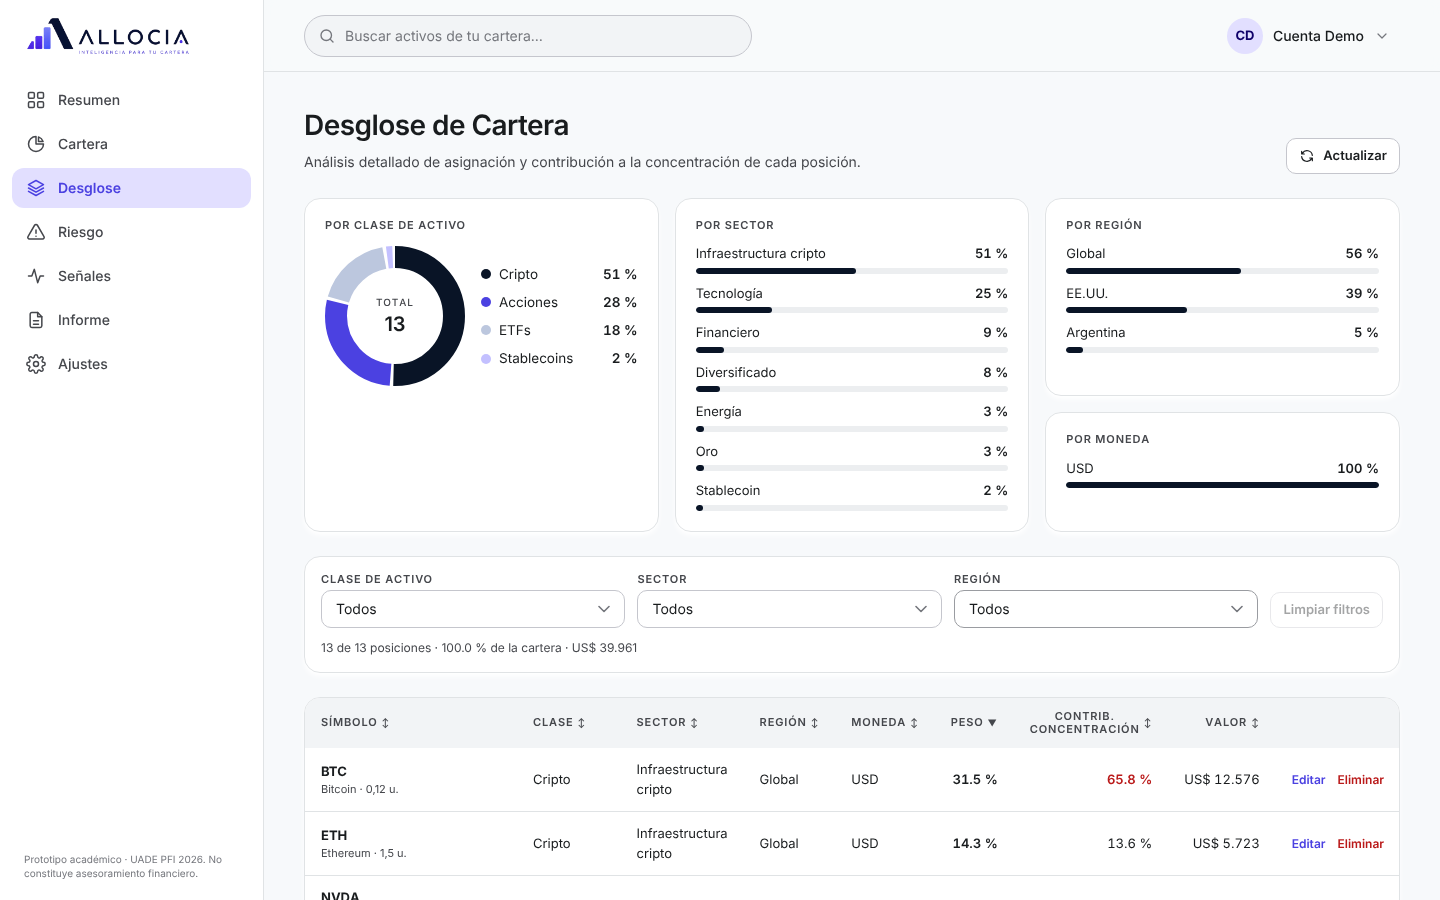 ALLOCIA
INTELIGENCIA PARA TU CARTERA
Resumen
Cartera
Desglose
Riesgo
Señales
Informe
Ajustes
Prototipo académico · UADE PFI 2026. No
constituye asesoramiento financiero.
Buscar activos de tu cartera...
CD Cuenta Demo
Desglose de Cartera
Análisis detallado de asignación y contribución a la concentración de cada posición.
Actualizar
POR CLASE DE ACTIVO
TOTAL
13
Cripto 51 %
Acciones 28 %
ETFs 18 %
Stablecoins 2 %
POR SECTOR
Infraestructura cripto 51 %
Tecnología 25 %
Financiero 9 %
Diversificado 8 %
Energía 3 %
Oro 3 %
Stablecoin 2 %
POR REGIÓN
Global 56 %
EE.UU. 39 %
Argentina 5 %
POR MONEDA
USD 100 %
CLASE DE ACTIVO SECTOR REGIÓN
Todos Todos Todos Limpiar filtros
13 de 13 posiciones · 100.0 % de la cartera · US$ 39.961
SÍMBOLO ↕ CLASE ↕ SECTOR ↕ REGIÓN ↕ MONEDA ↕ PESO ▼ CONTRIB. CONCENTRACIÓN ↕ VALOR ↕
BTC
Bitcoin · 0,12 u.
Cripto
Infraestructura
cripto
Global
USD
31.5 %
65.8 %
US$ 12.576
Editar Eliminar
ETH
Ethereum · 1,5 u.
Cripto
Infraestructura
cripto
Global
USD
14.3 %
13.6 %
US$ 5.723
Editar Eliminar
NVDA